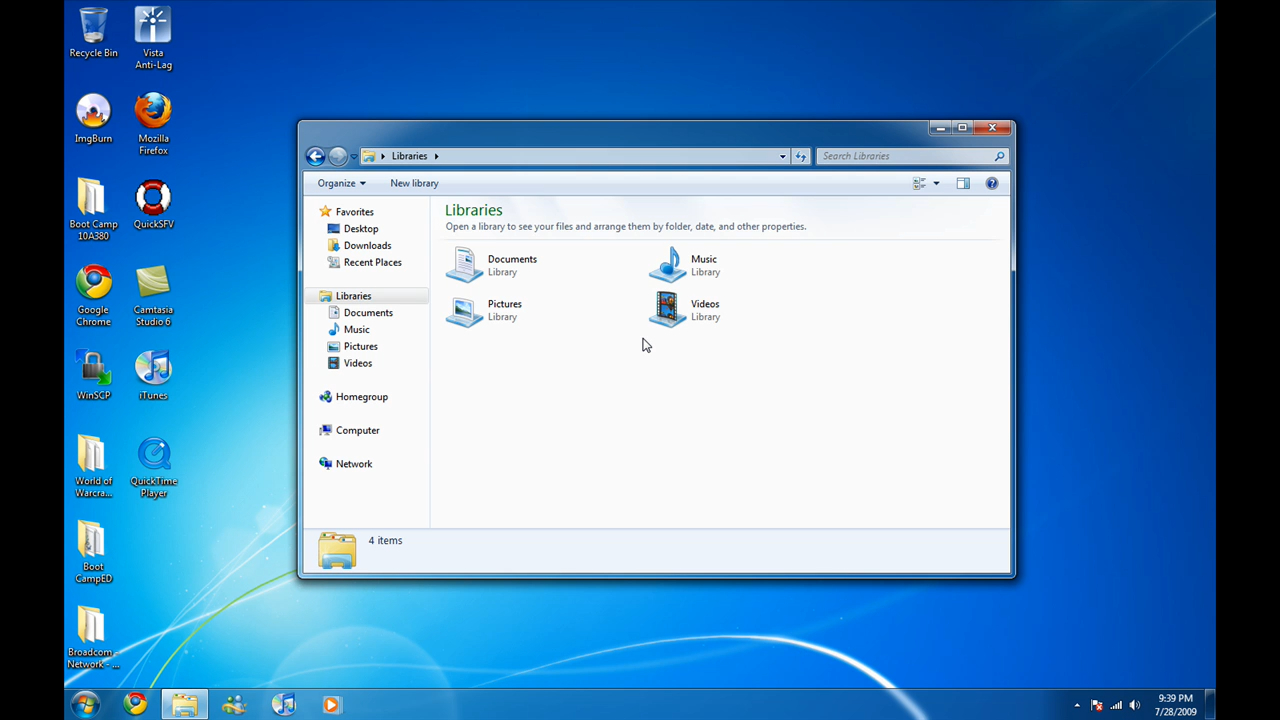 Recycle Bin
Vista
Anti-Lag
ImgBurn
Mozilla
Firefox
Boot Camp
10A380
QuickSFV
Google
Chrome
Camtasia
Studio 6
WinSCP
iTunes
World of
Warcra...
QuickTime
Player
Boot
CampED
Broadcom -
Network - ...
Libraries
Search Libraries
Organize
New library
Favorites
Desktop
Downloads
Recent Places
Libraries
Documents
Music
Pictures
Videos
Homegroup
Computer
Network
Libraries
Open a library to see your files and arrange them by folder, date, and other properties.
Documents
Library
Music
Library
Pictures
Library
Videos
Library
4 items
9:39 PM
7/28/2009